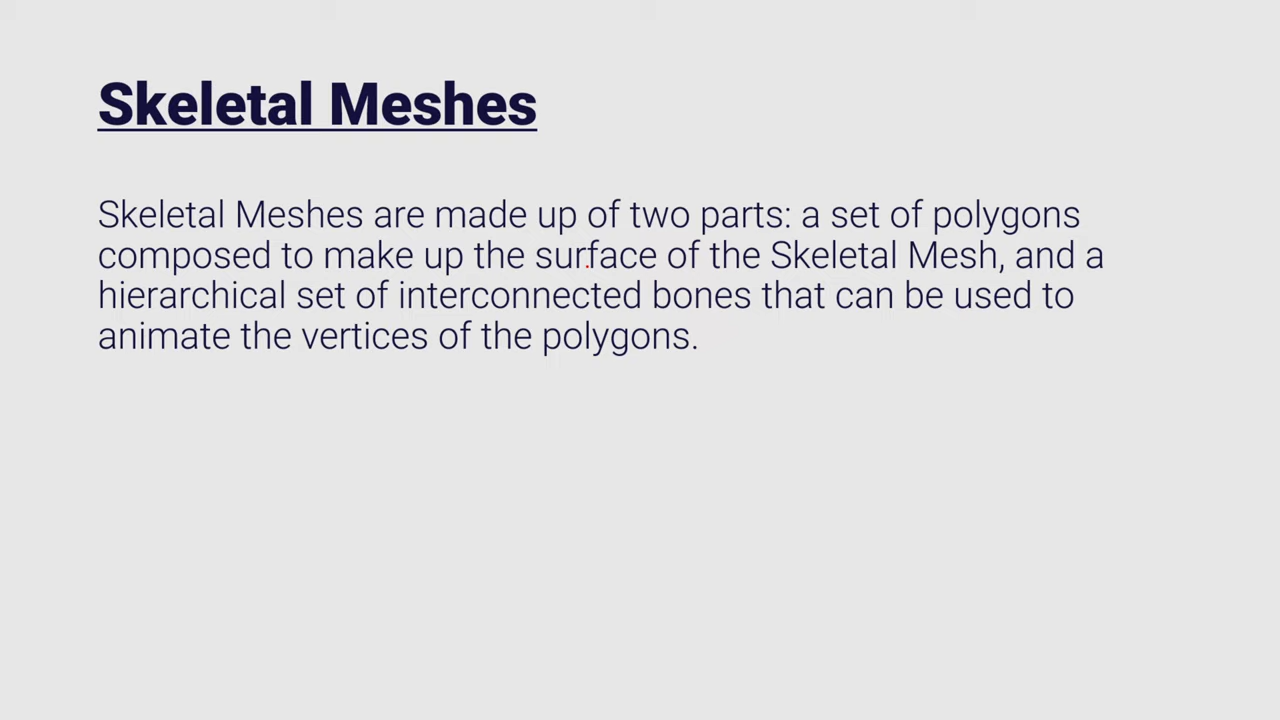 Skeletal Meshes
Skeletal Meshes are made up of two parts: a set of polygons
composed to make up the surface of the Skeletal Mesh, and a
hierarchical set of interconnected bones that can be used to
animate the vertices of the polygons.